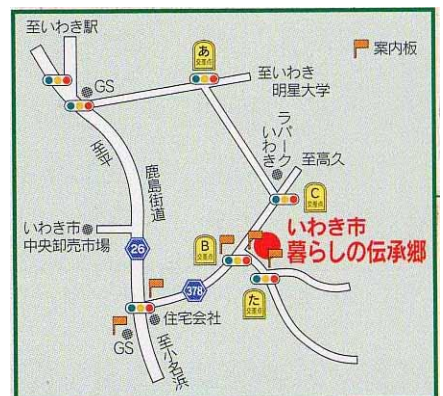 至いわき駅
GS
あ
交差点
案内板
至いわき
明星大学
至平
鹿島街道
ラパーク
いわき
至高久
C
交差点
いわき市
中央卸売市場
26
B
交差点
いわき市
暮らしの伝承郷
378
た
交差点
住宅会社
GS
至小名浜